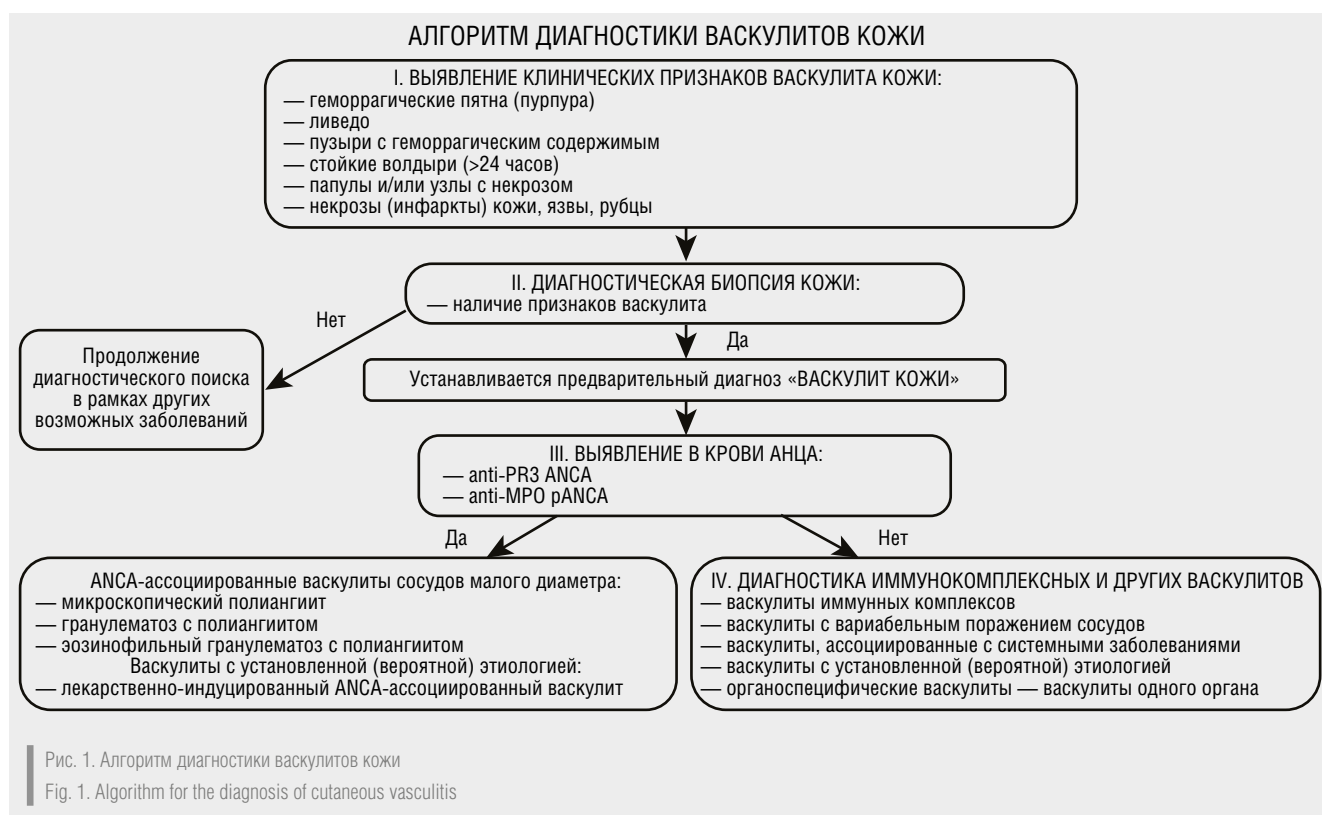 АЛГОРИТМ ДИАГНОСТИКИ ВАСКУЛИТОВ КОЖИ
I. ВЫЯВЛЕНИЕ КЛИНИЧЕСКИХ ПРИЗНАКОВ ВАСКУЛИТА КОЖИ:
— геморрагические пятна (пурпура)
— ливедо
— пузыри с геморрагическим содержимым
— стойкие волдыри (>24 часов)
— папулы и/или узлы с некрозом
— некрозы (инфаркты) кожи, язвы, рубцы
II. ДИАГНОСТИЧЕСКАЯ БИОПСИЯ КОЖИ:
— наличие признаков васкулита
Нет
Да
Продолжение
диагностического поиска
в рамках других
возможных заболеваний
Устанавливается предварительный диагноз «ВАСКУЛИТ КОЖИ»
III. ВЫЯВЛЕНИЕ В КРОВИ АНЦА:
— anti-PR3 ANCA
— anti-MPO pANCA
Да
Нет
ANCA-ассоциированные васкулиты сосудов малого диаметра:
— микроскопический полиангиит
— гранулематоз с полиангиитом
— эозинофильный гранулематоз с полиангиитом
Васкулиты с установленной (вероятной) этиологией:
— лекарственно-индуцированный ANCA-ассоциированный васкулит
IV. ДИАГНОСТИКА ИММУНОКОМПЛЕКСНЫХ И ДРУГИХ ВАСКУЛИТОВ
— васкулиты иммунных комплексов
— васкулиты с вариабельным поражением сосудов
— васкулиты, ассоциированные с системными заболеваниями
— васкулиты с установленной (вероятной) этиологией
— органоспецифические васкулиты — васкулиты одного органа
Рис. 1. Алгоритм диагностики васкулитов кожи
Fig. 1. Algorithm for the diagnosis of cutaneous vasculitis